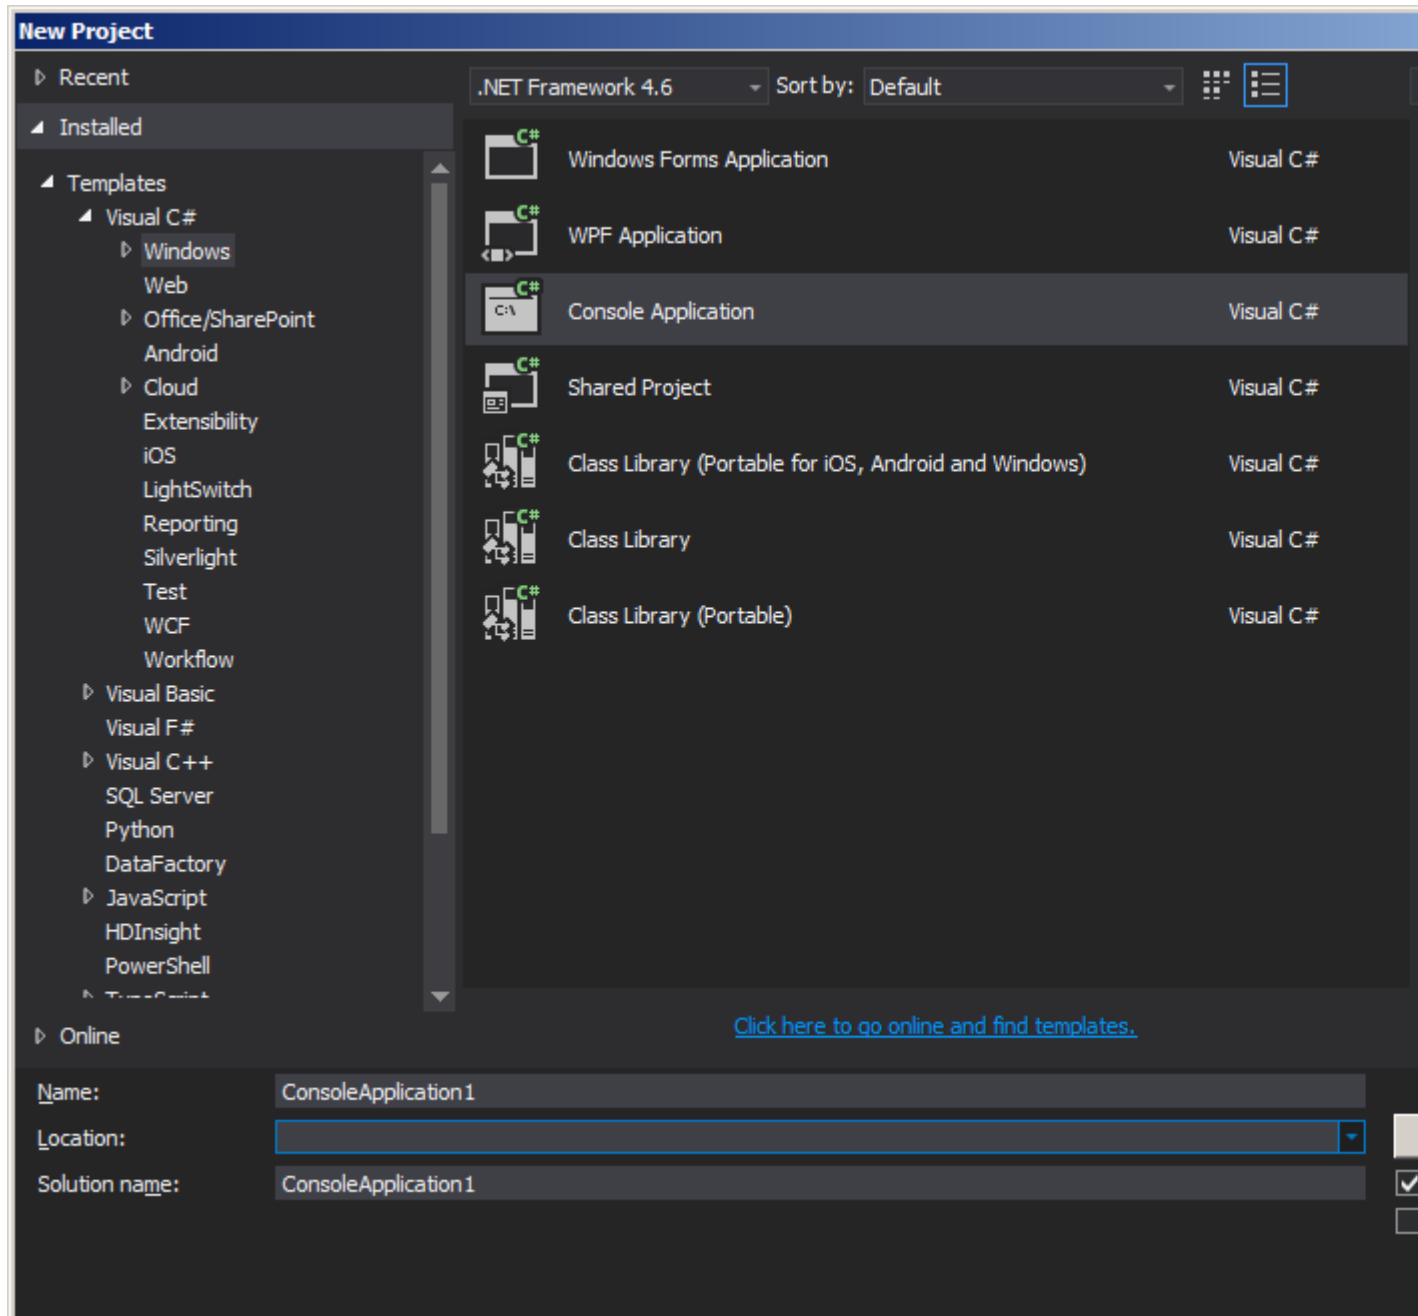 New Project
Recent
Installed
Templates
Visual C#
Windows
Web
Office/SharePoint
Android
Cloud
Extensibility
iOS
LightSwitch
Reporting
Silverlight
Test
WCF
Workflow
Visual Basic
Visual F#
Visual C++
SQL Server
Python
DataFactory
JavaScript
HDInsight
PowerShell
TypeScript
Online
.NET Framework 4.6 Sort by: Default
C# Windows Forms Application Visual C#
C# WPF Application Visual C#
C# C:\ Console Application Visual C#
C# Shared Project Visual C#
C# Class Library (Portable for iOS, Android and Windows) Visual C#
C# Class Library Visual C#
C# Class Library (Portable) Visual C#
Click here to go online and find templates.
Name: ConsoleApplication1
Location:
Solution name: ConsoleApplication1